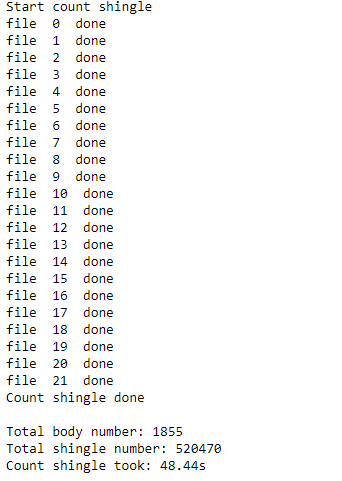 Start count shingle
file  0  done
file  1  done
file  2  done
file  3  done
file  4  done
file  5  done
file  6  done
file  7  done
file  8  done
file  9  done
file  10  done
file  11  done
file  12  done
file  13  done
file  14  done
file  15  done
file  16  done
file  17  done
file  18  done
file  19  done
file  20  done
file  21  done
Count shingle done

Total body number: 1855
Total shingle number: 520470
Count shingle took: 48.44s